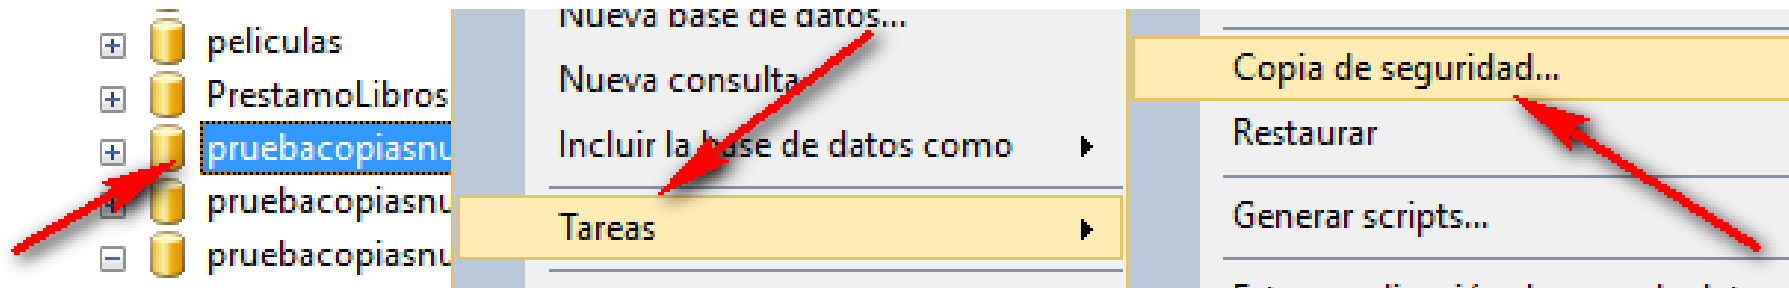 peliculas
PrestamoLibros
pruebacopiasnu
pruebacopiasnu
pruebacopiasnu
Nueva base de datos...
Nueva consulta
Incluir la base de datos como
Tareas
Copia de seguridad...
Restaurar
Generar scripts...